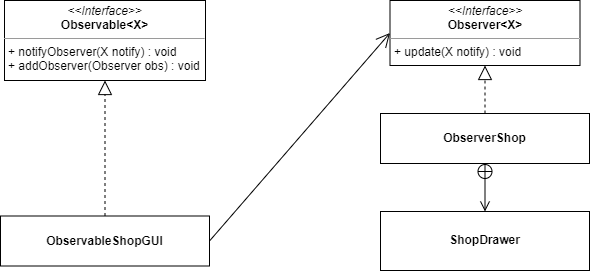 <<Interface>>
Observable<X>
+ notifyObserver(X notify) : void
+ addObserver(Observer obs) : void
<<Interface>>
Observer<X>
+ update(X notify) : void
ObserverShop
ObservableShopGUI
ShopDrawer